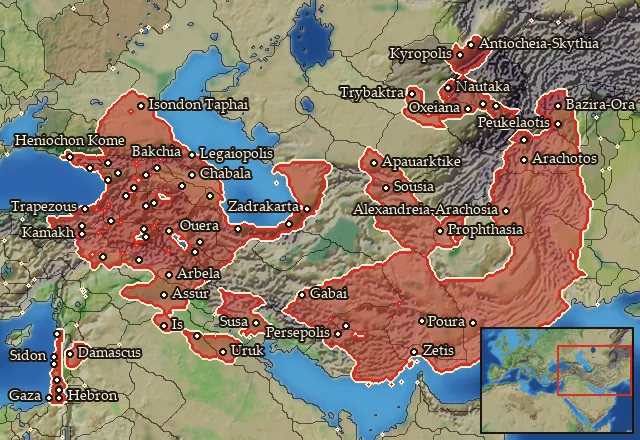 Kyropolis
Antiocheia-Skythia
Trybaktra
Nautaka
Oxeiana
Bazira-Ora
Isondon Taphai
Peukelaotis
Heniochon Kome
Bakchia
Legaiopolis
Apauarktike
Arachotos
Chabala
Sousia
Trapezous
Zadrakarta
Alexandreia-Arachosia
Kamakh
Ouera
Prophthasia
Arbela
Assur
Gabai
Is
Susa
Persepolis
Poura
Sidon
Damascus
Uruk
Zetis
Gaza
Hebron